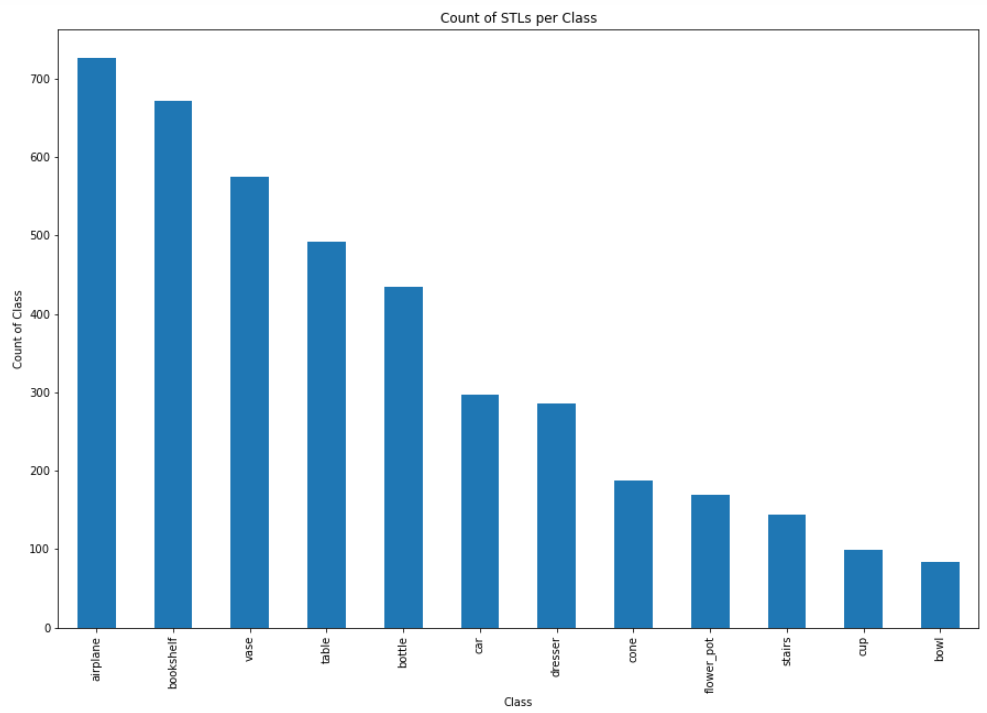 Count of STLs per Class
Count of Class
700
600
500
400
300
200
100
0
airplane
bookshelf
vase
table
bottle
car
dresser
cone
flower_pot
stairs
cup
bowl
Class